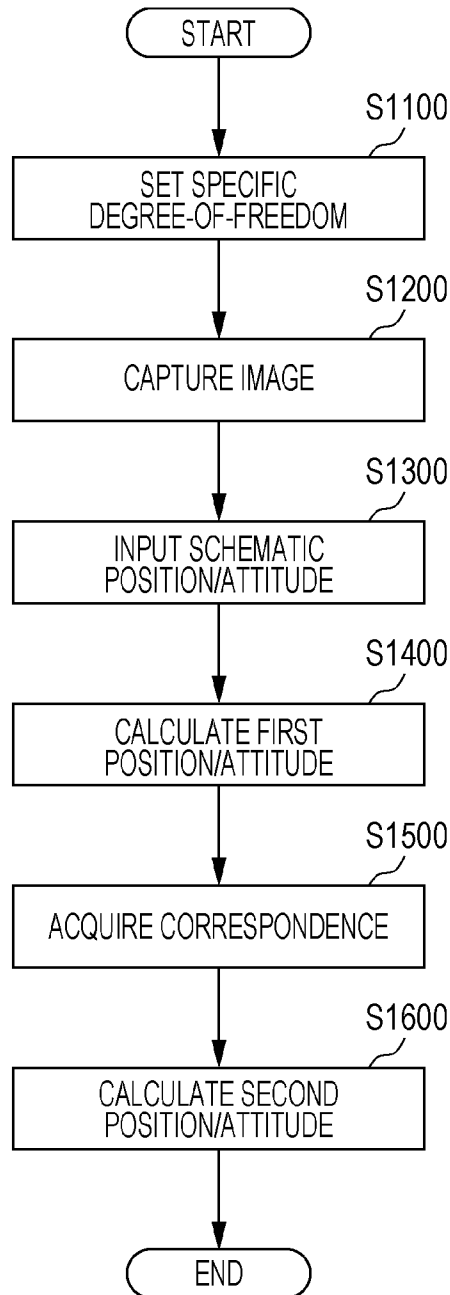 START
S1100
SET SPECIFIC
DEGREE-OF-FREEDOM
S1200
CAPTURE IMAGE
S1300
INPUT SCHEMATIC
POSITION/ATTITUDE
S1400
CALCULATE FIRST
POSITION/ATTITUDE
S1500
ACQUIRE CORRESPONDENCE
S1600
CALCULATE SECOND
POSITION/ATTITUDE
END